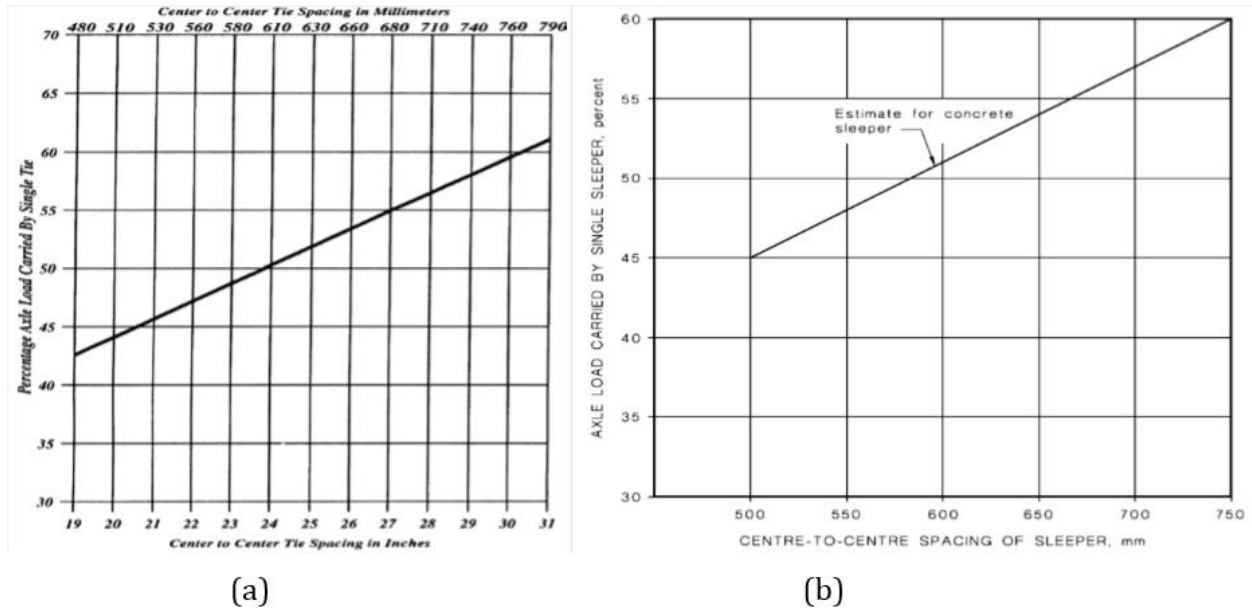 Center to Center Tie Spacing in Millimeters
480 510 530 560 580 610 630 660 680 710 740 760 790
70
65
60
55
50
45
40
35
30
Percentage Axle Load Carried By Single Tie
19 20 21 22 23 24 25 26 27 28 29 30 31
Center to Center Tie Spacing in Inches
(a)
60
55
50
45
40
35
30
AXLE LOAD CARRIED BY SINGLE SLEEPER, percent
Estimate for concrete
sleeper
500 550 600 650 700 750
CENTRE-TO-CENTRE SPACING OF SLEEPER, mm
(b)